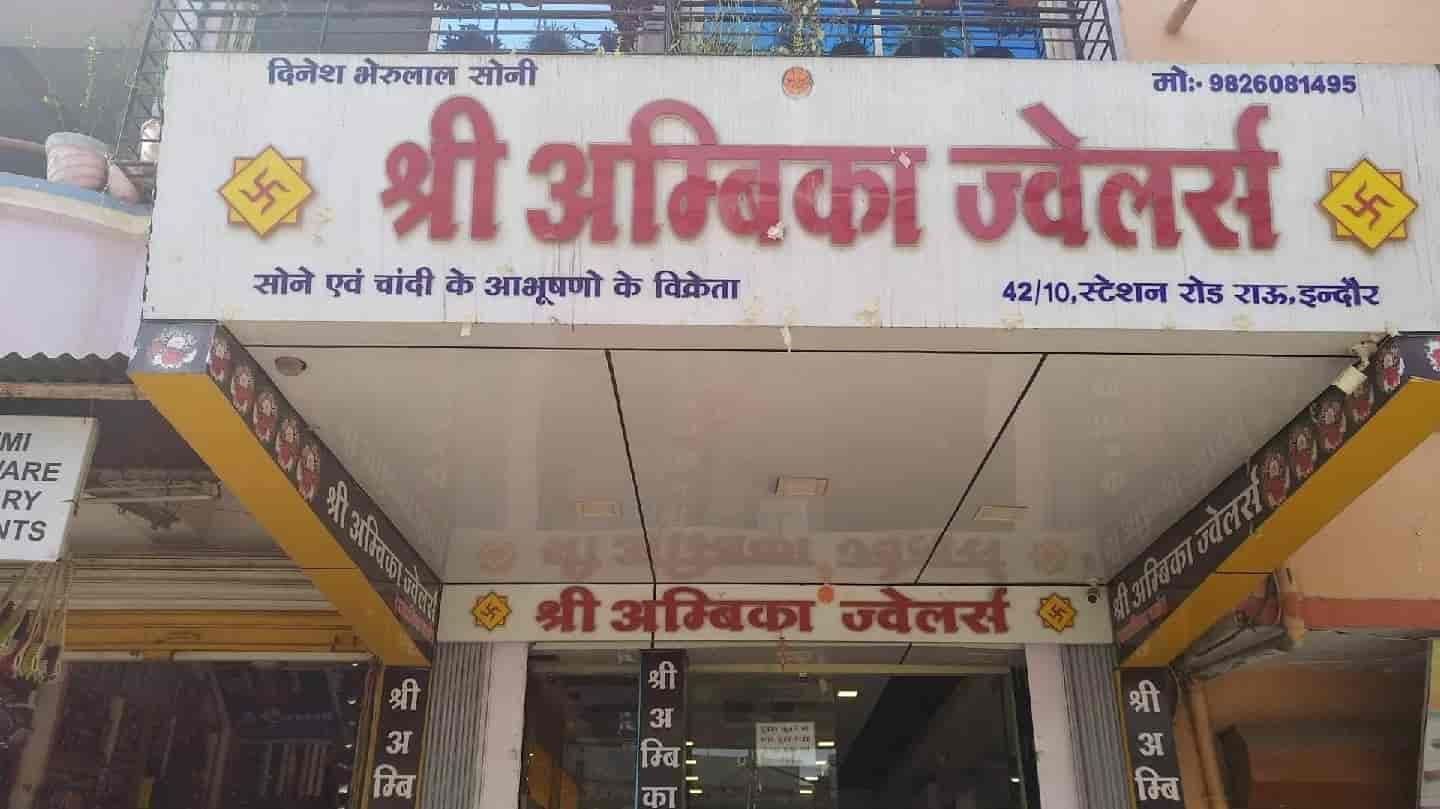 दिनेश भेरुलाल सोनी
मो:- 9826081495
श्री अम्बिका ज्वेलर्स
सोने एवं चांदी के आभूषणो के विक्रेता
42/10,स्टेशन रोड राऊ,इन्दौर
MI
ARE
RY
NTS
श्री अम्बिका ज्वेलर्स
श्री अम्बिका ज्वेलर्स
श्री अम्बिका ज्वेलर्स
श्री
अ
म्बि
श्री
अ
म्बि
का
श्री
अ
म्बि